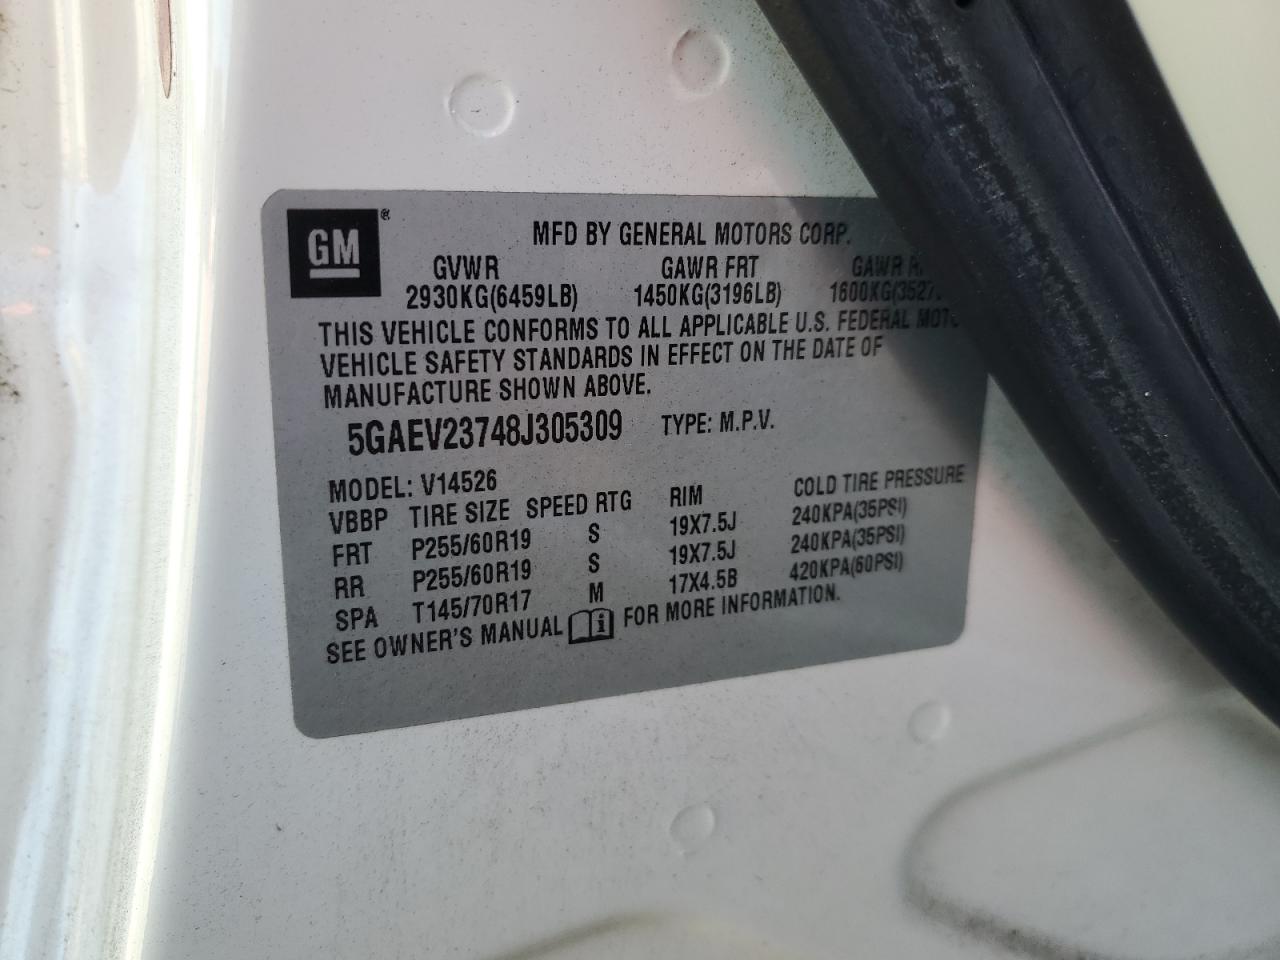 GM ®
MFD BY GENERAL MOTORS CORP.
GVWR GAWR FRT GAWR
2930KG(6459LB) 1450KG(3196LB) 1600KG(3527
THIS VEHICLE CONFORMS TO ALL APPLICABLE U.S. FEDERAL
VEHICLE SAFETY STANDARDS IN EFFECT ON THE DATE OF
MANUFACTURE SHOWN ABOVE.
5GAEV23748J305309 TYPE: M.P.V.
MODEL: V14526
VBBP TIRE SIZE SPEED RTG RIM COLD TIRE PRESSURE
FRT P255/60R19 S 19X7.5J 240KPA(35PSI)
RR P255/60R19 S 19X7.5J 240KPA(35PSI)
SPA T145/70R17 M 17X4.5B 420KPA(60PSI)
SEE OWNER'S MANUAL i FOR MORE INFORMATION.